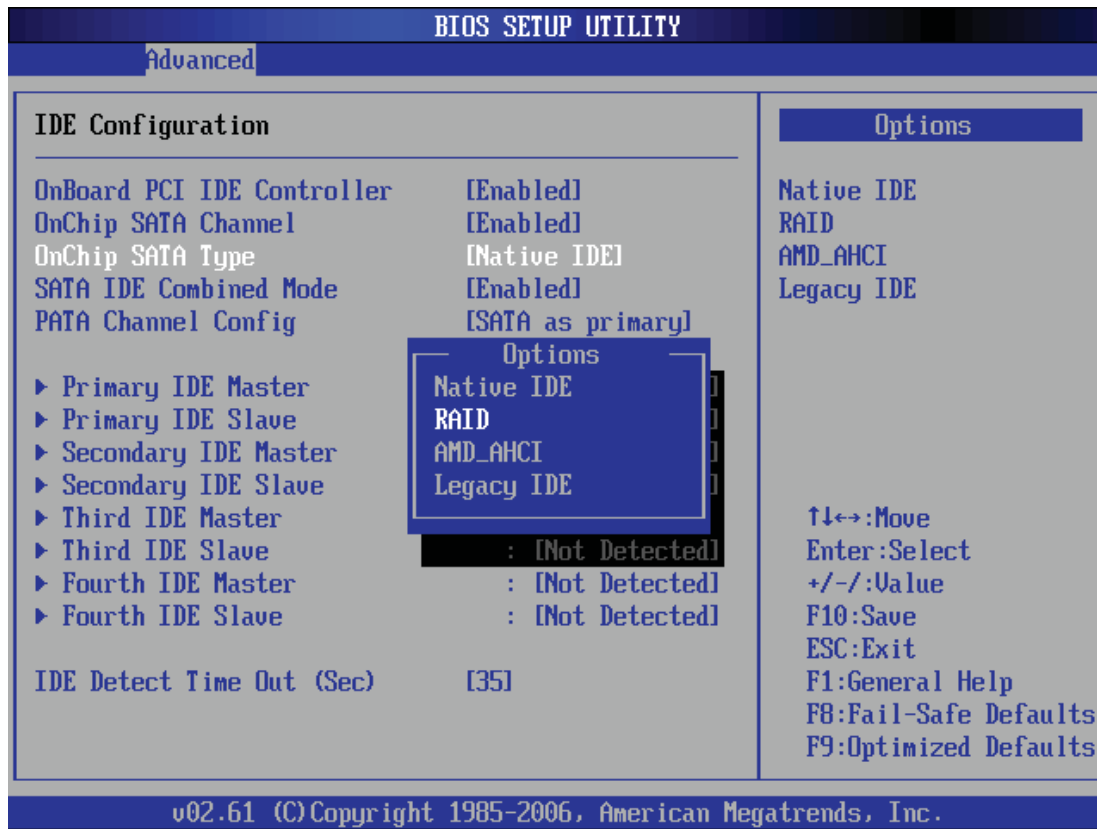 BIOS SETUP UTILITY
Advanced
IDE Configuration
OnBoard PCI IDE Controller [Enabled]
OnChip SATA Channel [Enabled]
OnChip SATA Type [Native IDE]
SATA IDE Combined Mode [Enabled]
PATA Channel Config [SATA as primary]
Options
Native IDE
RAID
AMD_AHCI
Legacy IDE
Primary IDE Master
Primary IDE Slave
Secondary IDE Master
Secondary IDE Slave
Third IDE Master
Third IDE Slave : [Not Detected]
Fourth IDE Master : [Not Detected]
Fourth IDE Slave : [Not Detected]
IDE Detect Time Out (Sec) [35]
Options
Native IDE
RAID
AMD_AHCI
Legacy IDE
↑↓←→:Move
Enter:Select
+/-/:Value
F10:Save
ESC:Exit
F1:General Help
F8:Fail-Safe Defaults
F9:Optimized Defaults
v02.61 (C)Copyright 1985-2006, American Megatrends, Inc.